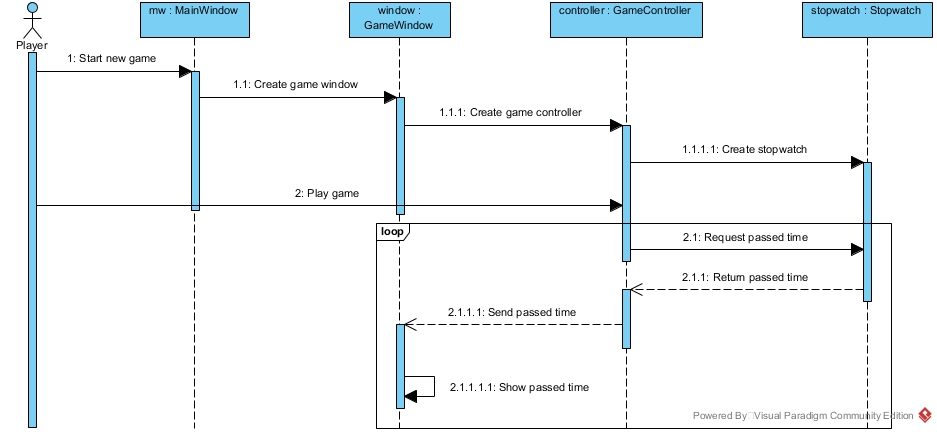 mw : MainWindow
window :
GameWindow
controller : GameController
stopwatch : Stopwatch
Player
1: Start new game
1.1: Create game window
1.1.1: Create game controller
1.1.1.1: Create stopwatch
2: Play game
loop
2.1: Request passed time
2.1.1: Return passed time
2.1.1.1: Send passed time
2.1.1.1.1: Show passed time
Powered By Visual Paradigm Community Edition